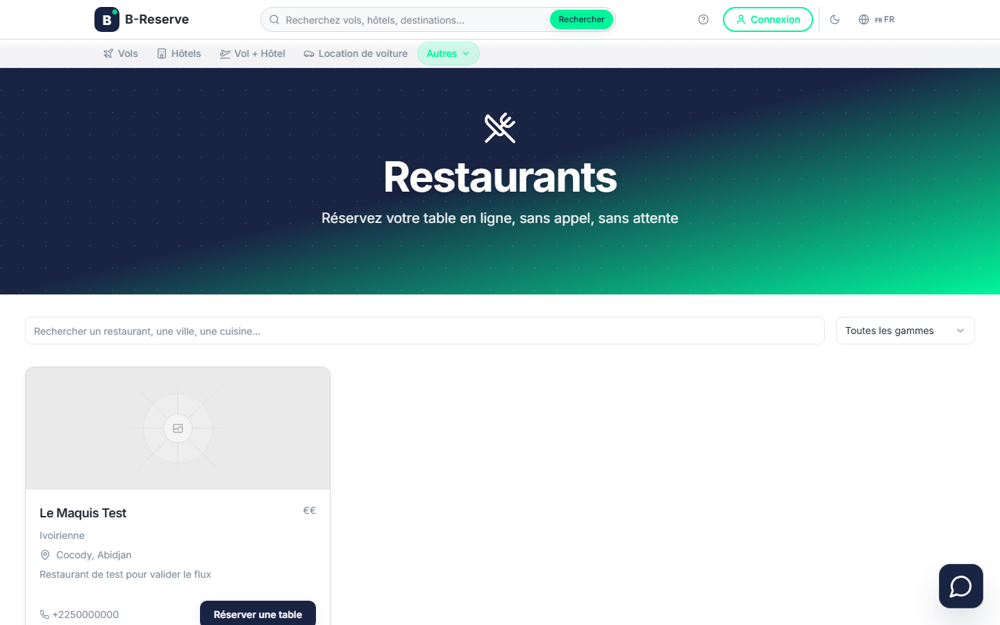 B B-Reserve
Recherchez vols, hôtels, destinations...
Rechercher
Connexion
FR FR
Vols
Hôtels
Vol + Hôtel
Location de voiture
Autres
Restaurants
Réservez votre table en ligne, sans appel, sans attente
Rechercher un restaurant, une ville, une cuisine...
Toutes les gammes
Le Maquis Test
€€
Ivoirienne
Cocody, Abidjan
Restaurant de test pour valider le flux
+2250000000
Réserver une table